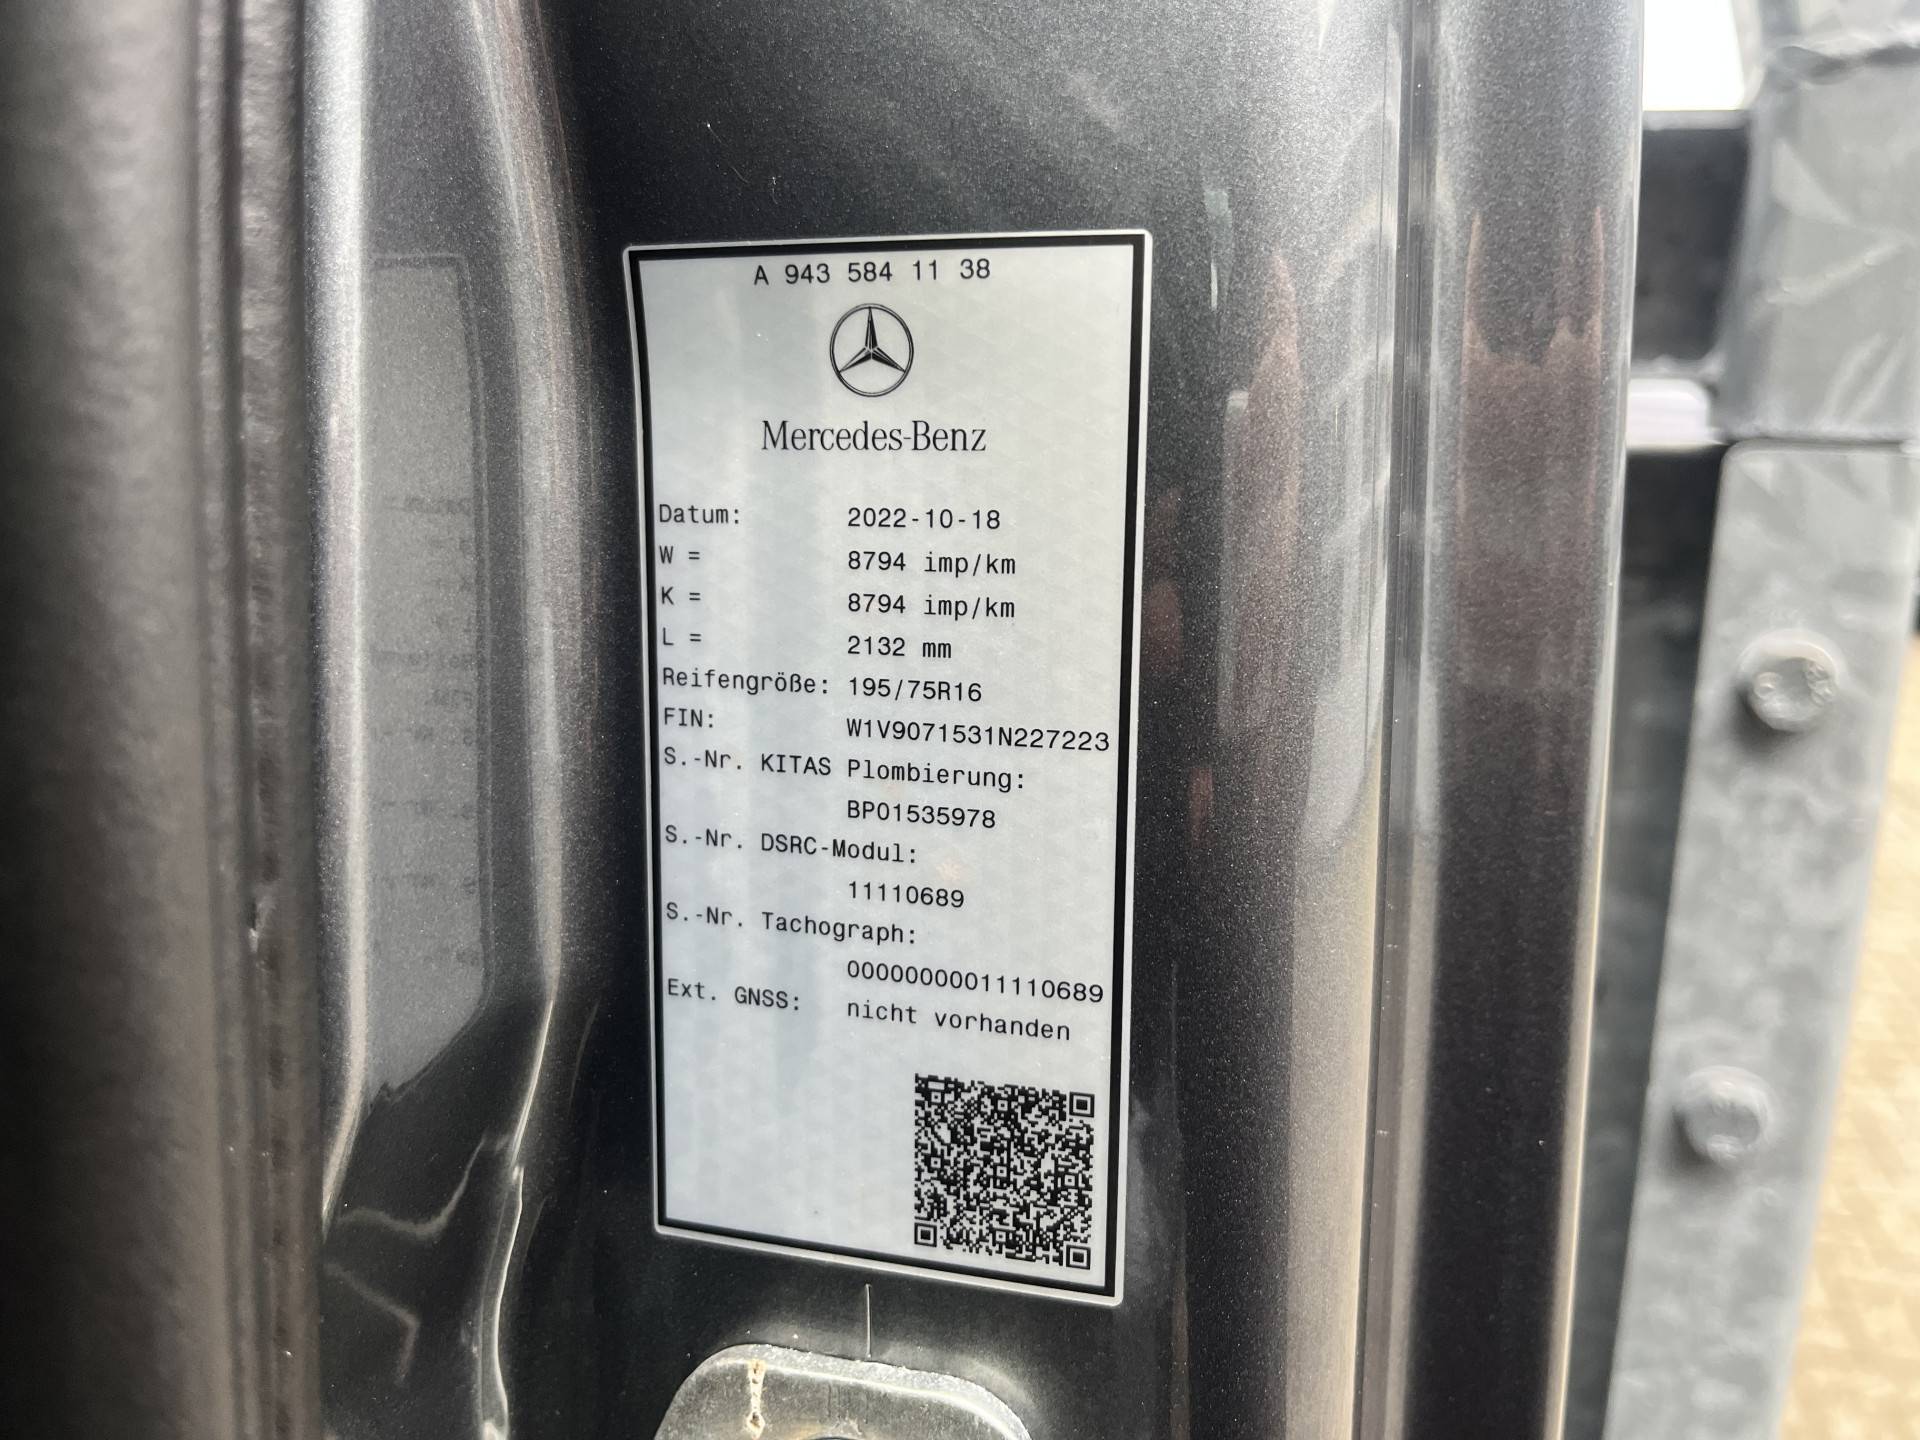 A 943 584 11 38
Mercedes-Benz
Datum: 2022-10-18
W = 8794 imp/km
K = 8794 imp/km
L = 2132 mm
Reifengröße: 195/75R16
FIN: W1V9071531N227223
S.-Nr. KITAS Plombierung:
BP01535978
S.-Nr. DSRC-Modul:
11110689
S.-Nr. Tachograph:
00000000011110689
Ext. GNSS: nicht vorhanden